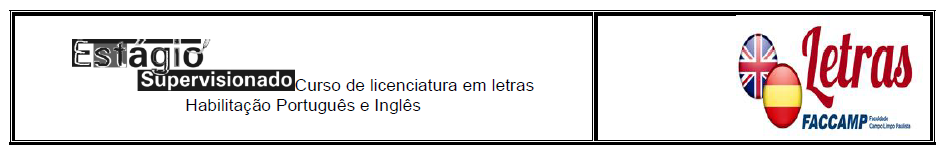 Estágio
Supervisionado Curso de licenciatura em letras
Habilitação Português e Inglês
Letras
FACCAMP Faculdade
Campo Limpo Paulista